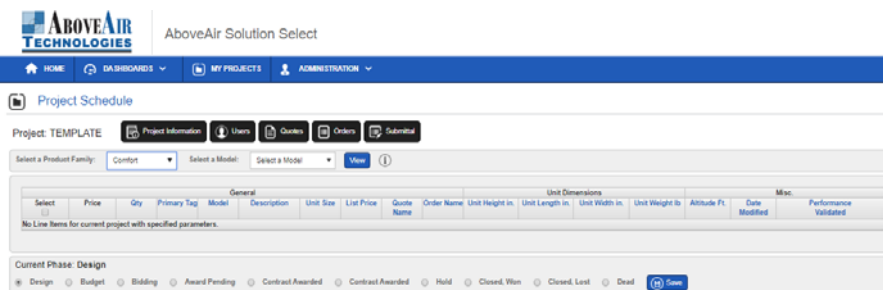 ABOVEAIR
TECHNOLOGIES
AboveAir Solution Select
HOME DASHBOARDS MY PROJECTS ADMINISTRATION
Project Schedule
Project: TEMPLATE Project Information Users Quotes Orders Submittal
Select a Product Family: Comfort Select a Model: Select a Model View
General Unit Dimensions Misc.
Select Price Qty Primary Tag Model Description Unit Size List Price Quote Name Order Name Unit Height in. Unit Length in. Unit Width in. Unit Weight lb Altitude Ft. Date Modified Performance Validated
No Line Items for current project with specified parameters.
Current Phase: Design
Design Budget Bidding Award Pending Contract Awarded Contract Awarded Hold Closed, Won Closed, Lost Dead Save